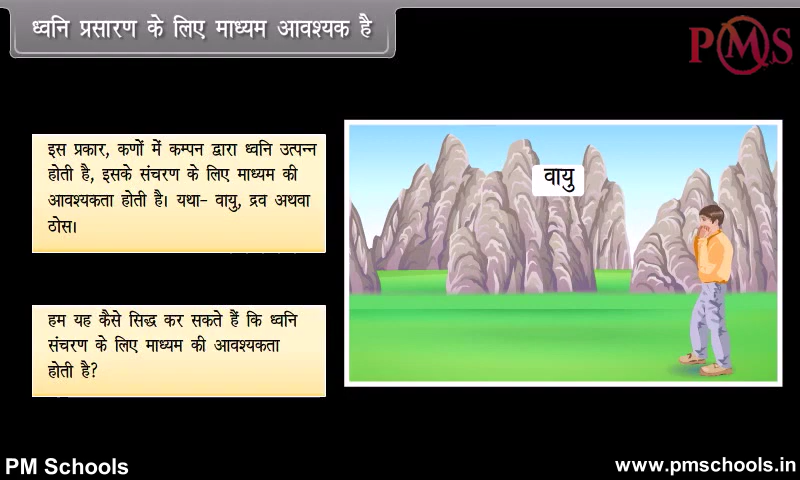 ध्वनि प्रसारण के लिए माध्यम आवश्यक है
PMS
इस प्रकार, कणों में कम्पन द्वारा ध्वनि उत्पन्न
होती है, इसके संचरण के लिए माध्यम की
आवश्यकता होती है। यथा- वायु, द्रव अथवा
ठोस।
वायु
हम यह कैसे सिद्ध कर सकते हैं कि ध्वनि
संचरण के लिए माध्यम की आवश्यकता
होती है?
PM Schools
www.pmschools.in